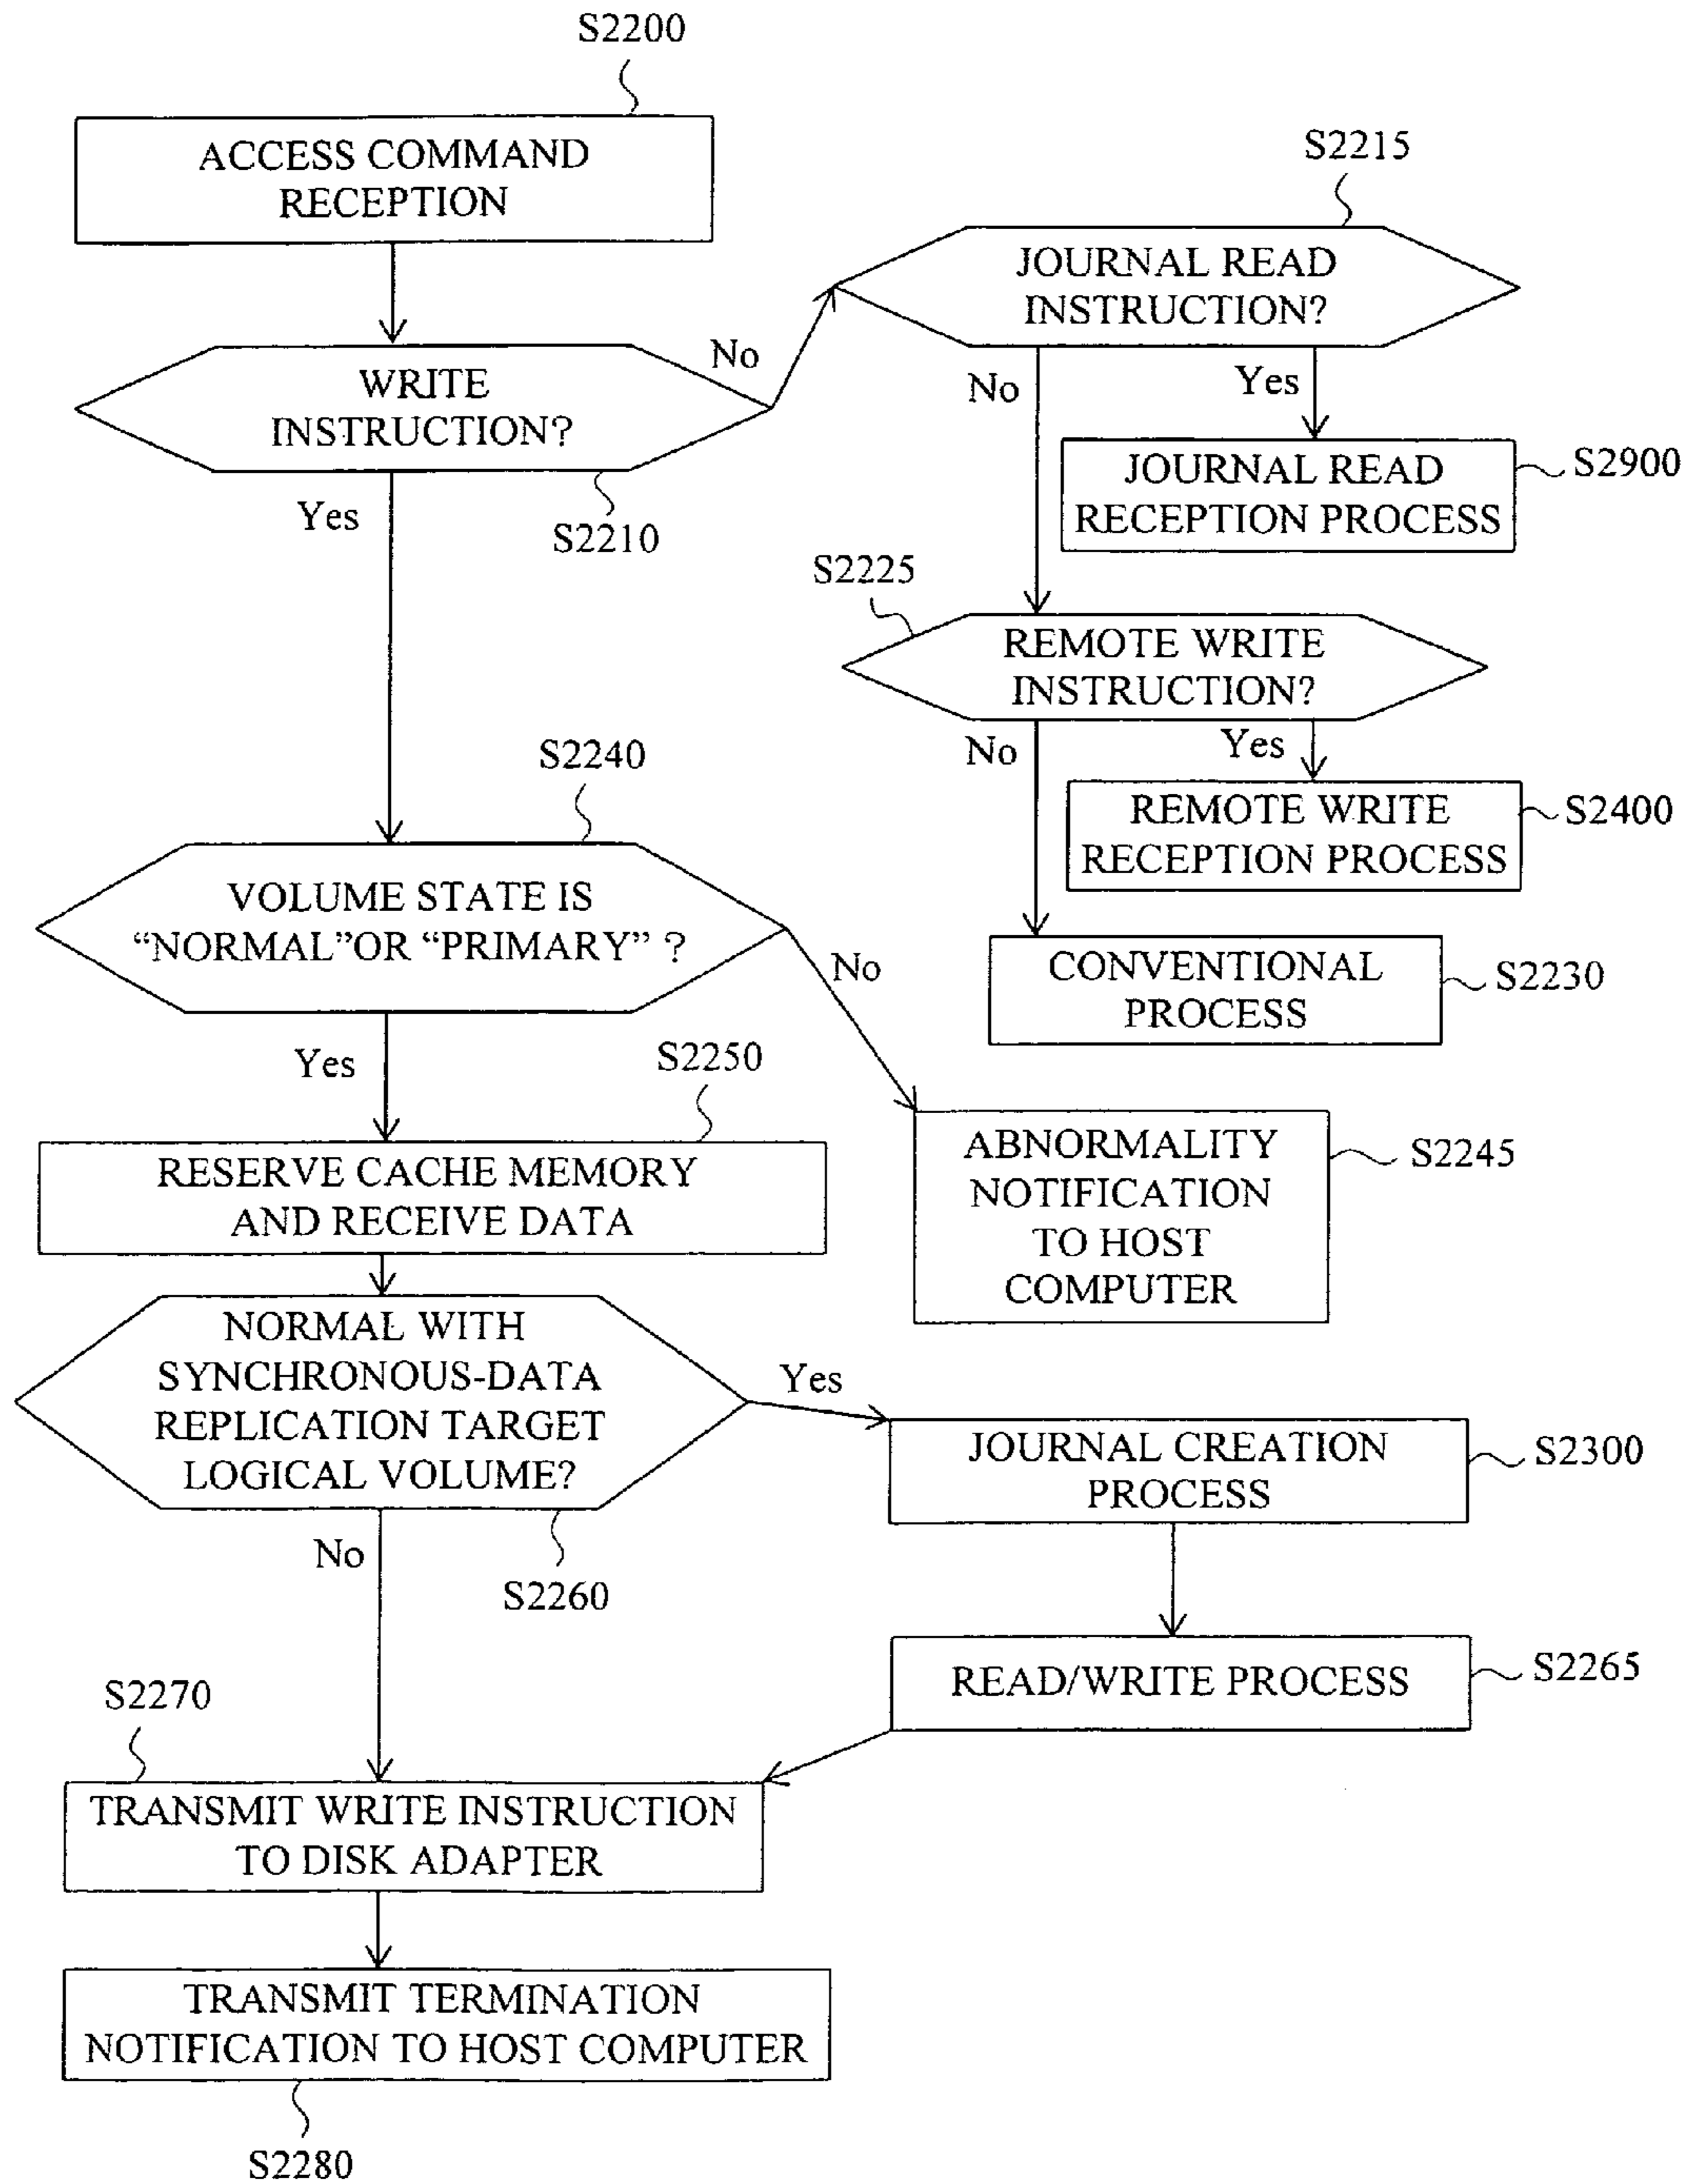 S2200
ACCESS COMMAND
RECEPTION
S2215
JOURNAL READ
INSTRUCTION?
No
WRITE
INSTRUCTION?
No
Yes
Yes
S2210
JOURNAL READ
RECEPTION PROCESS
S2900
S2225
REMOTE WRITE
INSTRUCTION?
No
Yes
S2240
REMOTE WRITE
RECEPTION PROCESS
S2400
VOLUME STATE IS
“NORMAL”OR “PRIMARY” ?
No
CONVENTIONAL
PROCESS
S2230
Yes
S2250
RESERVE CACHE MEMORY
AND RECEIVE DATA
ABNORMALITY
NOTIFICATION
TO HOST
COMPUTER
S2245
NORMAL WITH
SYNCHRONOUS-DATA
REPLICATION TARGET
LOGICAL VOLUME?
Yes
JOURNAL CREATION
PROCESS
S2300
No
S2260
READ/WRITE PROCESS
S2265
S2270
TRANSMIT WRITE INSTRUCTION
TO DISK ADAPTER
TRANSMIT TERMINATION
NOTIFICATION TO HOST COMPUTER
S2280